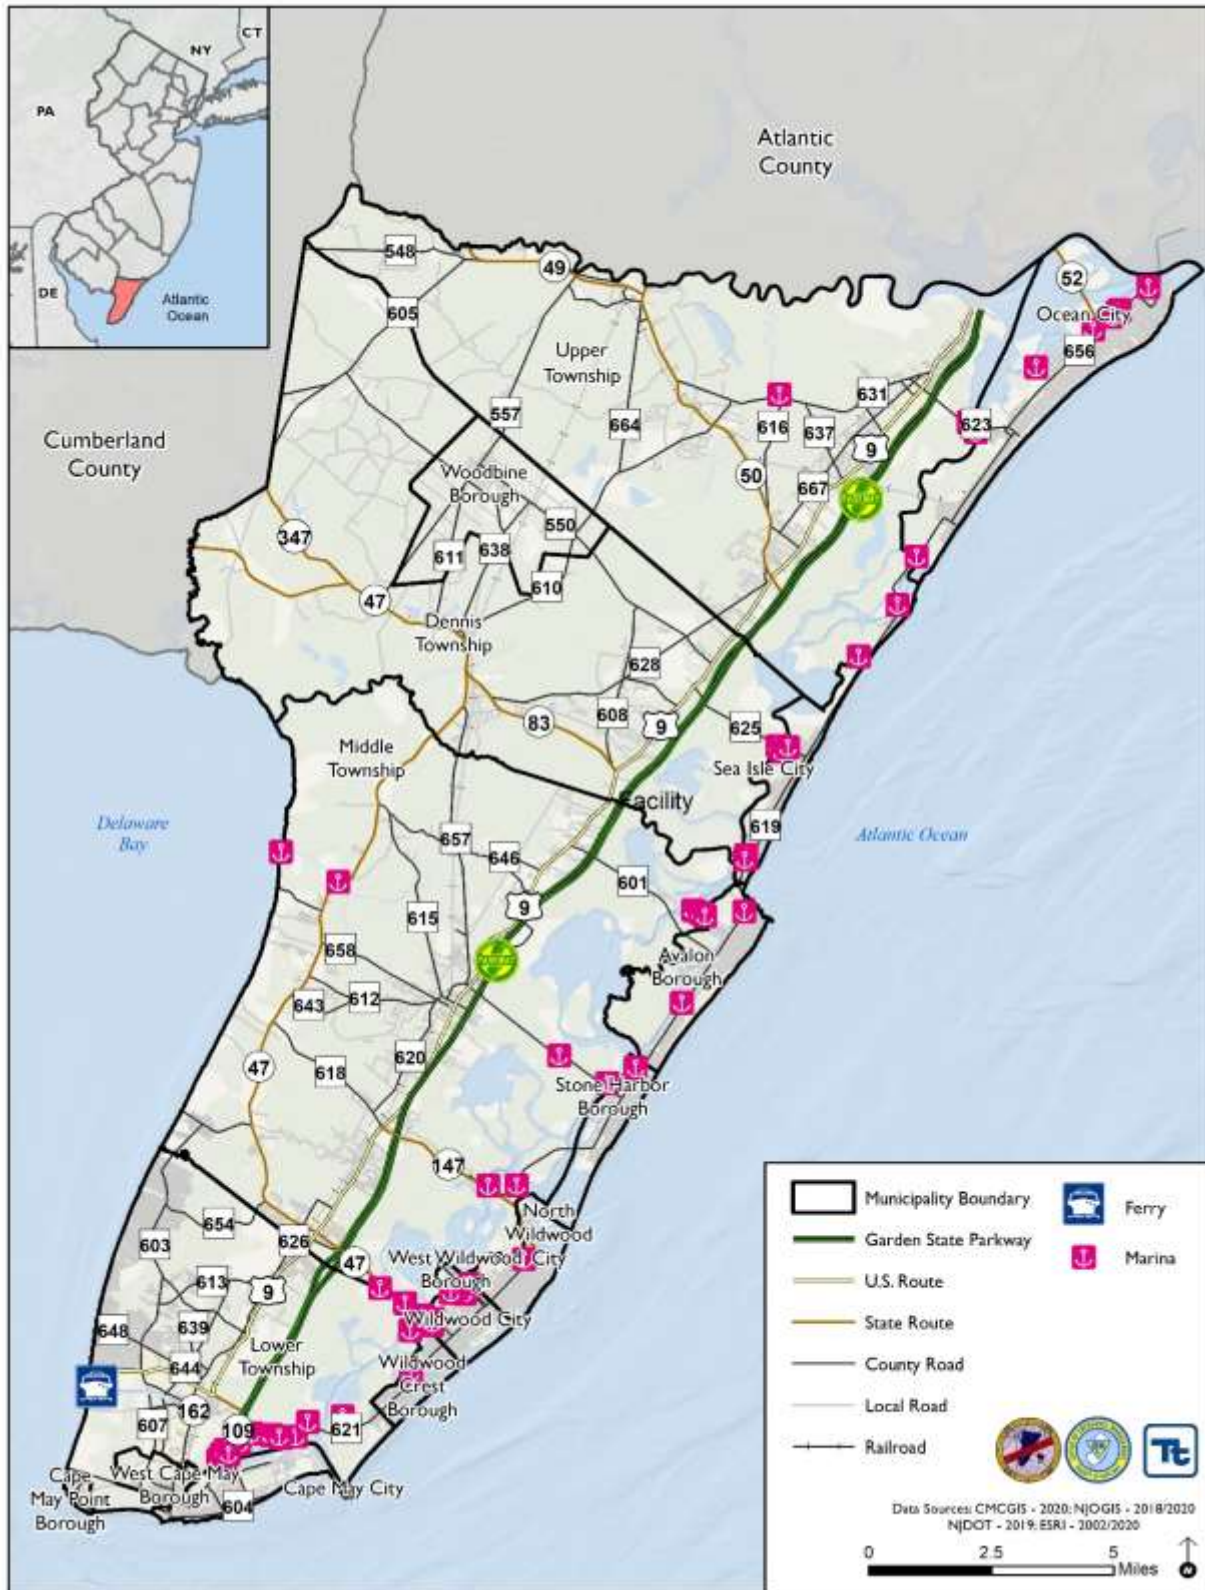 CT
NY
PA
DE
Atlantic
Ocean
Atlantic
County
Cumberland
County
548
49
605
52
Ocean City
656
Upper
Township
631
557
664
616
637
623
9
Woodbine
Borough
50
667
550
347
611
638
610
47
Dennis
Township
628
608
83
9
625
Middle
Township
Sea Isle City
Facility
Delaware
Bay
657
619
Atlantic Ocean
646
601
615
9
658
Avalon
Borough
643
612
47
618
620
Stone Harbor
Borough
147
North
Wildwood
City
654
603
626
47
West Wildwood
Borough
613
9
Wildwood City
648
639
Lower
Township
644
Wildwood
Crest
Borough
162
607
109
621
Cape
May Point
Borough
West Cape May
Borough
Cape May City
604
Municipality Boundary
Ferry
Garden State Parkway
Marina
U.S. Route
State Route
County Road
Local Road
Railroad
Tt
Data Sources: CMCGIS - 2020; NJOGIS - 2018/2020
NJDOT - 2019; ESRI - 2002/2020
0 2.5 5
Miles
N